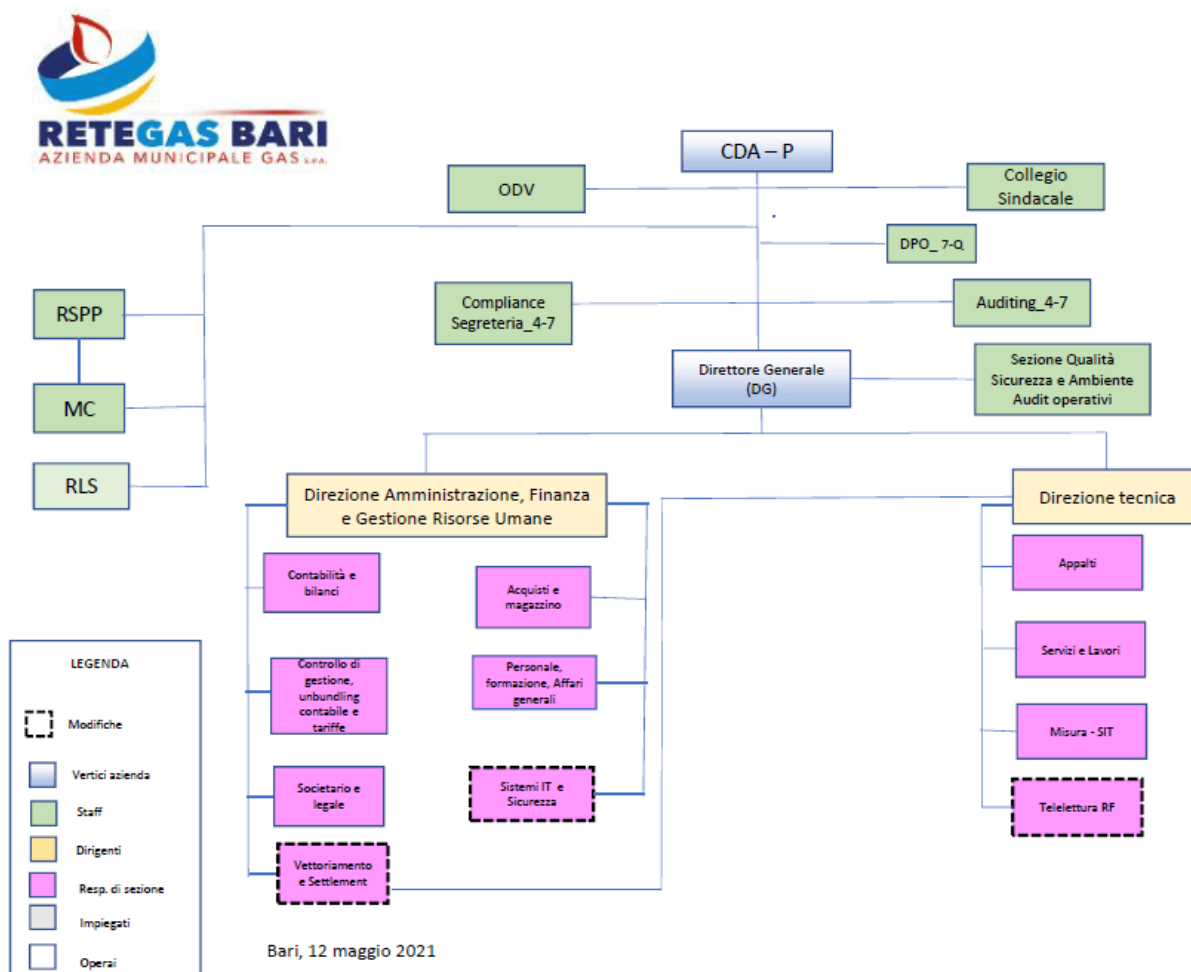 RETEGAS BARI
AZIENDA MUNICIPALE GAS S.P.A.
CDA – P
ODV
Collegio
Sindacale
DPO_ 7-Q
RSPP
Compliance
Segreteria_4-7
Auditing_4-7
MC
Direttore Generale
(DG)
Sezione Qualità
Sicurezza e Ambiente
Audit operativi
RLS
Direzione Amministrazione, Finanza
e Gestione Risorse Umane
Direzione tecnica
Contabilità e
bilanci
Acquisti e
magazzino
Appalti
Controllo di
gestione,
unbundling
contabile e
tariffe
Personale,
formazione, Affari
generali
Servizi e Lavori
Societario e
legale
Sistemi IT e
Sicurezza
Misura - SIT
Telelettura RF
Vettoriamento
e Settlement
LEGENDA
Modifiche
Vertici azienda
Staff
Dirigenti
Resp. di sezione
Impiegati
Operai
Bari, 12 maggio 2021